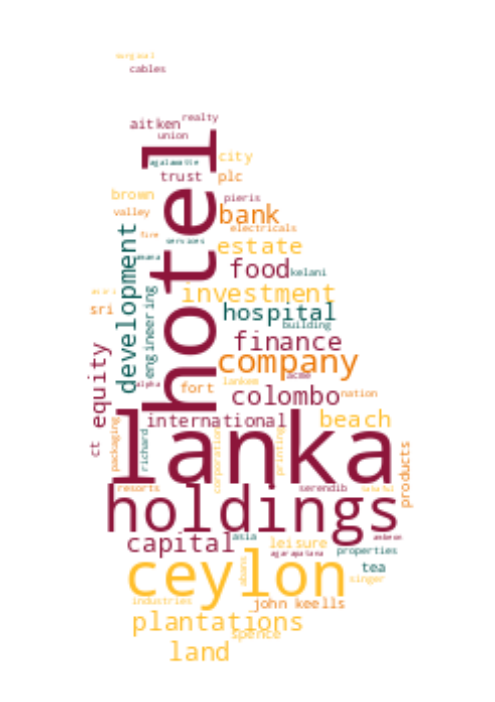 cables
aitken
realty
union
agalawatte
trust
plc
city
brown
pieris
valley
bank
electricals
fire
services
estate
development
hotel
food
kelani
engineering
investment
sri
hospital
building
finance
company
acme
alpha
fort
lankem
equity
colombo
nation
international
beach
lanka
ct
packaging
richard
corporation
printing
products
resorts
serendib
holdings
capital
asia
leisure
agarapatana
properties
ceylon
abans
tea
singer
industries
john keells
plantations
spence
land